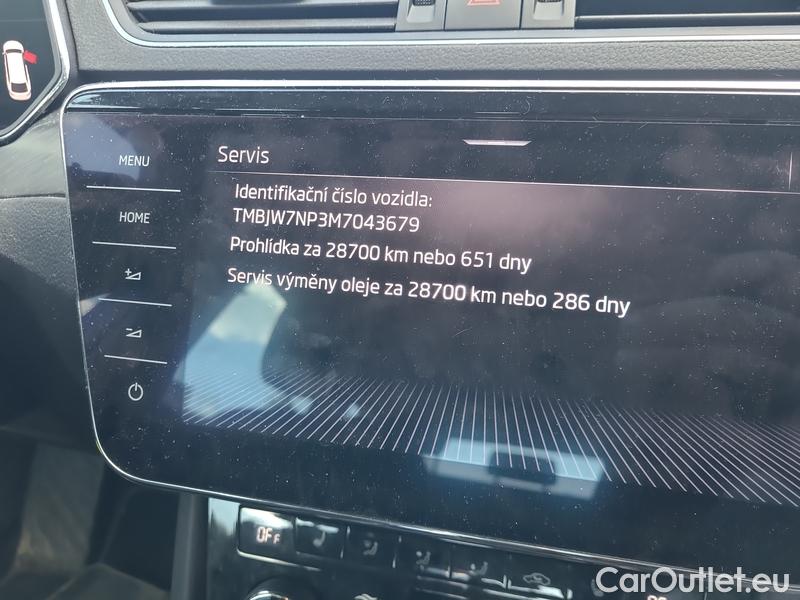 MENU
Servis
Identifikační číslo vozidla:
TMBJW7NP3M7043679
HOME
Prohlídka za 28700 km nebo 651 dny
Servis výměny oleje za 28700 km nebo 286 dny
OFF
CarOutlet.eu